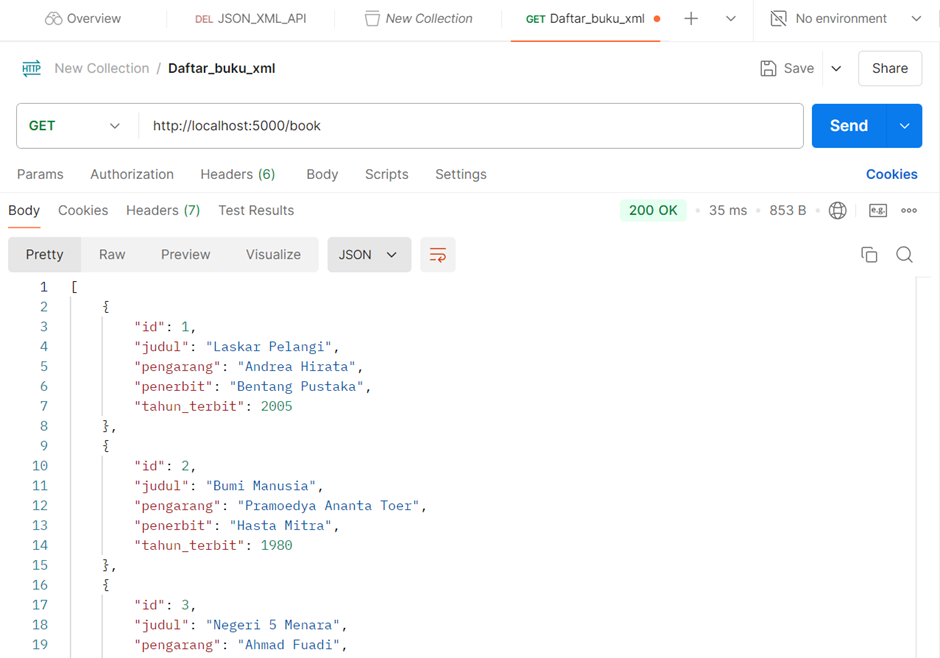 Overview DEL JSON_XML_API New Collection GET Daftar_buku_xml No environment
HTTP New Collection / Daftar_buku_xml Save Share
GET http://localhost:5000/book Send
Params Authorization Headers (6) Body Scripts Settings Cookies
Body Cookies Headers (7) Test Results 200 OK 35 ms 853 B e.g.
Pretty Raw Preview Visualize JSON
1 [
2 {
3 "id": 1,
4 "judul": "Laskar Pelangi",
5 "pengarang": "Andrea Hirata",
6 "penerbit": "Bentang Pustaka",
7 "tahun_terbit": 2005
8 },
9 {
10 "id": 2,
11 "judul": "Bumi Manusia",
12 "pengarang": "Pramoedya Ananta Toer",
13 "penerbit": "Hasta Mitra",
14 "tahun_terbit": 1980
15 },
16 {
17 "id": 3,
18 "judul": "Negeri 5 Menara",
19 "pengarang": "Ahmad Fuadi",